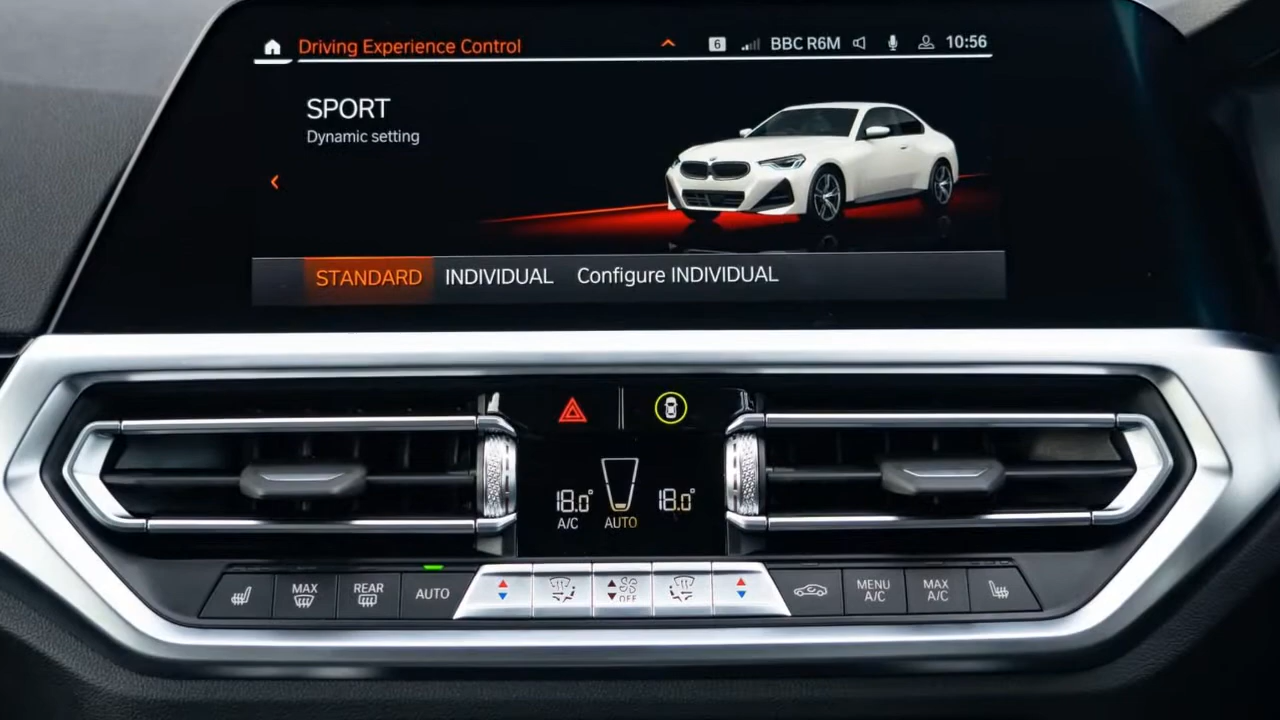 Driving Experience Control
6 BBC R6M 10:56
SPORT
Dynamic setting
STANDARD INDIVIDUAL Configure INDIVIDUAL
18.0° 18.0°
A/C AUTO
MAX REAR AUTO OFF MENU A/C MAX A/C